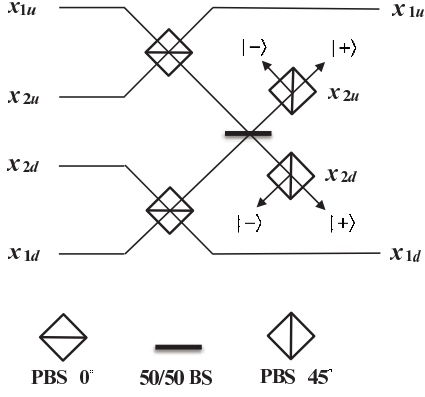 x1u
x1u
|−⟩
|+⟩
x2u
x2u
x2d
x2d
|−⟩
|+⟩
x1d
x1d
PBS 0°
50/50 BS
PBS 45°